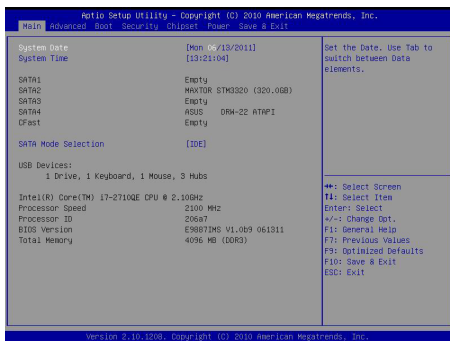 Aptio Setup Utility – Copyright (C) 2010 American Megatrends, Inc.
Main Advanced Boot Security Chipset Power Save & Exit
System Date [Mon 06/13/2011]
System Time [13:21:04]
SATA1 Empty
SATA2 MAXTOR STM3320 (320.0GB)
SATA3 Empty
SATA4 ASUS DRW-22 ATAPI
CFast Empty
SATA Mode Selection [IDE]
USB Devices:
1 Drive, 1 Keyboard, 1 Mouse, 3 Hubs
Intel(R) Core(TM) i7-2710QE CPU @ 2.10GHz
Processor Speed 2100 MHz
Processor ID 206a7
BIOS Version E9887IMS V1.0b9 061311
Total Memory 4096 MB (DDR3)
Set the Date. Use Tab to
switch between Data
elements.
→←: Select Screen
↑↓: Select Item
Enter: Select
+/-: Change Opt.
F1: General Help
F7: Previous Values
F9: Optimized Defaults
F10: Save & Exit
ESC: Exit
Version 2.10.1208. Copyright (C) 2010 American Megatrends, Inc.